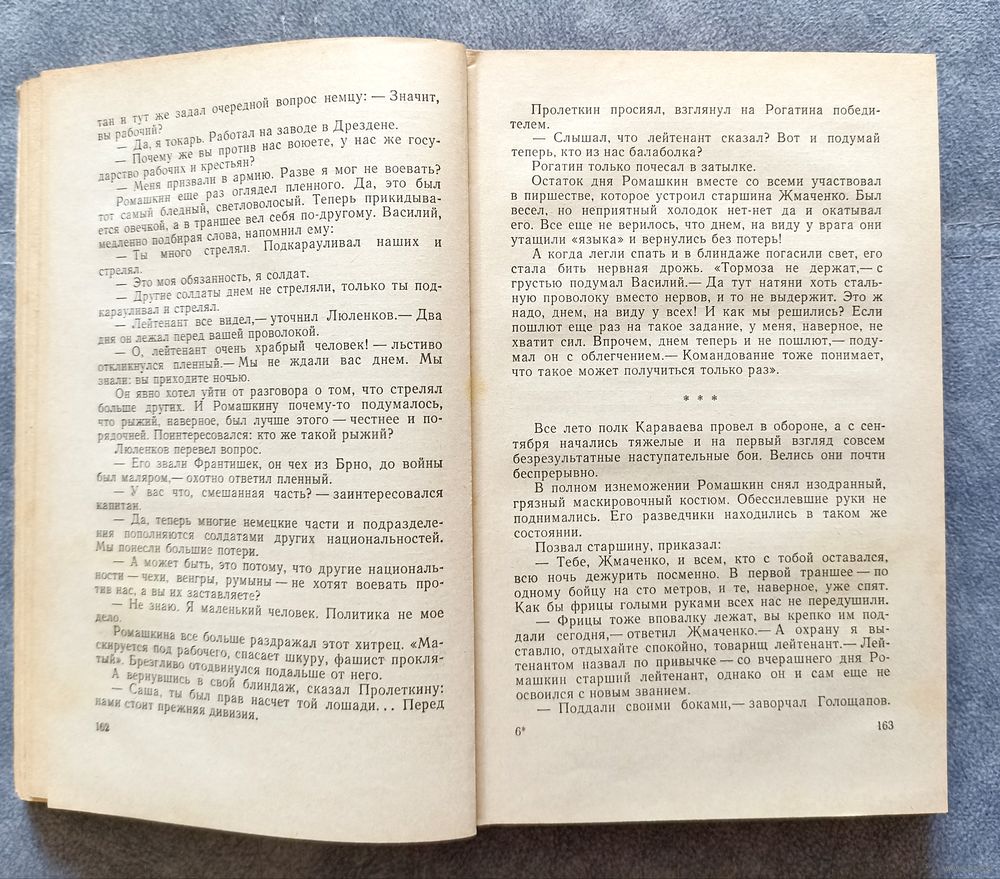 тан и тут же задал очередной вопрос немцу: — Значит,
вы рабочий?
— Да, я токарь. Работал на заводе в Дрездене.
— Почему же вы против нас воюете, у нас же госу-
дарство рабочих и крестьян?
— Меня призвали в армию. Разве я мог не воевать?
Ромашкин еще раз оглядел пленного. Да, это был
тот самый бледный, светловолосый. Теперь прикидыва-
ется овечкой, а в траншее вел себя по-другому. Василий,
медленно подбирая слова, напомнил ему:
— Ты много стрелял. Подкарауливал наших и
стрелял.
— Это моя обязанность, я солдат.
— Другие солдаты днем не стреляли, только ты под-
карауливал и стрелял.
— Лейтенант все видел,— уточнил Люленков.— Два
дня он лежал перед вашей проволокой.
— О, лейтенант очень храбрый человек! — льстиво
откликнулся пленный.— Мы не ждали вас днем. Мы
знали: вы приходите ночью.
Он явно хотел уйти от разговора о том, что стрелял
больше других. И Ромашкину почему-то подумалось,
что рыжий, наверное, был лучше этого — честнее и по-
рядочней. Поинтересовался: кто же такой рыжий?
Люленков перевел вопрос.
— Его звали Франтишек, он чех из Брно, до войны
был маляром,— охотно ответил пленный.
— У вас что, смешанная часть? — заинтересовался
капитан.
— Да, теперь многие немецкие части и подразделе-
ния пополняются солдатами других национальностей.
Мы понесли большие потери.
— А может быть, это потому, что другие националь-
ности — чехи, венгры, румыны — не хотят воевать про-
тив нас, а вы их заставляете?
— Не знаю. Я маленький человек. Политика не мое
дело.
Ромашкина все больше раздражал этот хитрец. «Ма-
скируется под рабочего, спасает шкуру, фашист прокля-
тый». Брезгливо отодвинулся подальше от него.
А вернувшись в свой блиндаж, сказал Пролеткину:
— Саша, ты был прав насчет той лошади... Перед
нами стоит прежняя дивизия.
162
Пролеткин просиял, взглянул на Рогатина победи-
телем.
— Слышал, что лейтенант сказал? Вот и подумай
теперь, кто из нас балаболка?
Рогатин только почесал в затылке.
Остаток дня Ромашкин вместе со всеми участвовал
в пиршестве, которое устроил старшина Жмаченко. Был
весел, но неприятный холодок нет-нет да и окатывал
его. Все еще не верилось, что днем, на виду у врага они
утащили «языка» и вернулись без потерь!
А когда легли спать и в блиндаже погасили свет, его
стала бить нервная дрожь. «Тормоза не держат,— с
грустью подумал Василий.— Да тут натяни хоть сталь-
ную проволоку вместо нервов, и то не выдержит. Это ж
надо, днем, на виду у всех! И как мы решились? Если
пошлют еще раз на такое задание, у меня, наверное, не
хватит сил. Впрочем, днем теперь и не пошлют,— поду-
мал он с облегчением.— Командование тоже понимает,
что такое может получиться только раз».
* * *
Все лето полк Караваева провел в обороне, а с сен-
тября начались тяжелые и на первый взгляд совсем
безрезультатные наступательные бои. Велись они почти
беспрерывно.
В полном изнеможении Ромашкин снял изодранный,
грязный маскировочный костюм. Обессилевшие руки не
поднимались. Его разведчики находились в таком же
состоянии.
Позвал старшину, приказал:
— Тебе, Жмаченко, и всем, кто с тобой оставался,
всю ночь дежурить посменно. В первой траншее — по
одному бойцу на сто метров, и те, наверное, уже спят.
Как бы фрицы голыми руками всех нас не передушили.
— Фрицы тоже вповалку лежат, вы крепко им под-
дали сегодня,— ответил Жмаченко.— А охрану я вы-
ставлю, отдыхайте спокойно, товарищ лейтенант.— Лей-
тенантом назвал по привычке — со вчерашнего дня Ро-
машкин старший лейтенант, однако он и сам еще не
освоился с новым званием.
— Поддали своими боками,— заворчал Голощапов.
6*
163